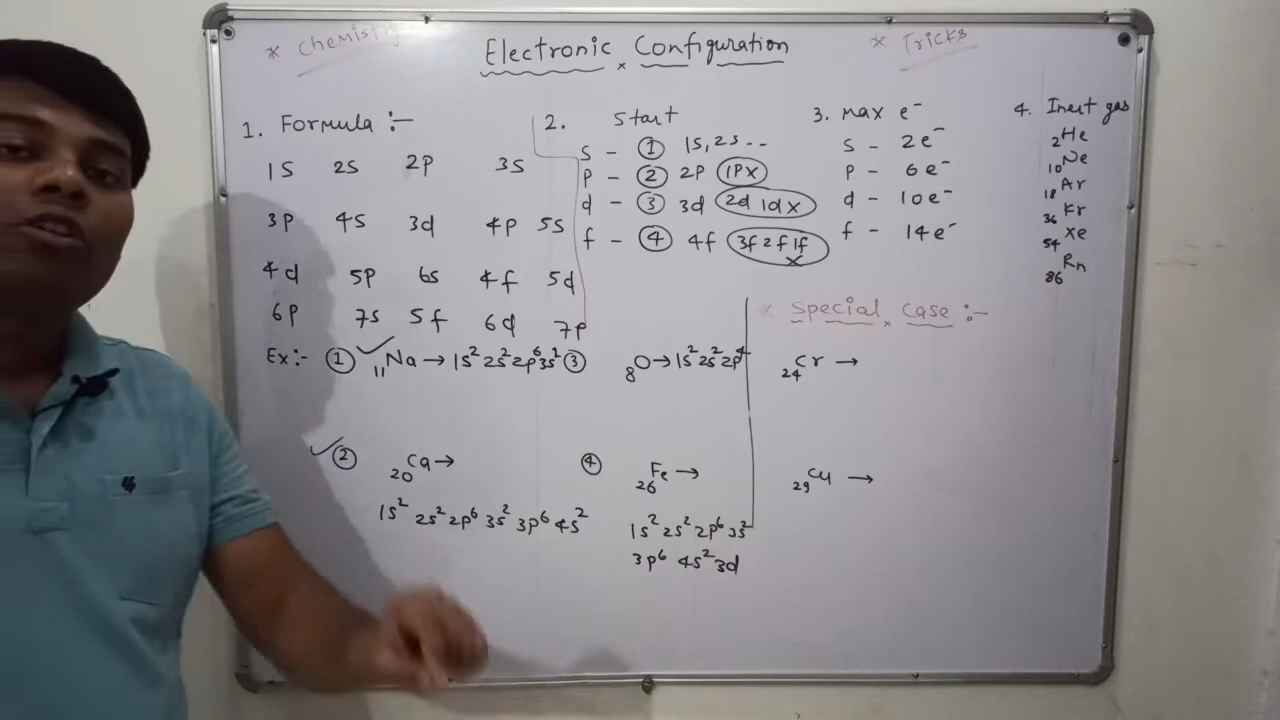 * Chemistry
Electronic Configuration
* Tricks
1. Formula :-
1S 2S 2P 3S
3P 4S 3d 4P 5S
4d 5P 6S 4f 5d
6P 7S 5f 6d 7P
2. Start
S - ① 1S, 2S - -
P - ② 2P 1P X
d - ③ 3d 2d 1d X
f - ④ 4f 3f 2f 1f X
3. Max e⁻
S - 2e⁻
P - 6e⁻
d - 10e⁻
f - 14e⁻
4. Inert gas
₂He
₁₀Ne
₁₈Ar
₃₆Kr
₅₄Xe
₈₆Rn
Ex:- ① ✓ ₁₁Na → 1S² 2S² 2P⁶ 3S²
✓ ② ₂₀Ca →
1S² 2S² 2P⁶ 3S² 3P⁶ 4S²
③ ₈O → 1S² 2S² 2P⁴
④ ₂₆Fe →
1S² 2S² 2P⁶ 3S²
3P⁶ 4S² 3d
* Special Case :-
₂₄Cr →
₂₉Cu →